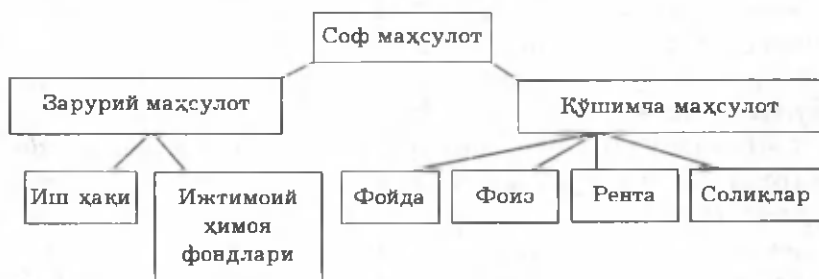 Соф маҳсулот
Зарурий маҳсулот
Қўшимча маҳсулот
Иш ҳақи
Ижтимоий
ҳимоя
фондлари
Фойда
Фоиз
Рента
Солиқлар